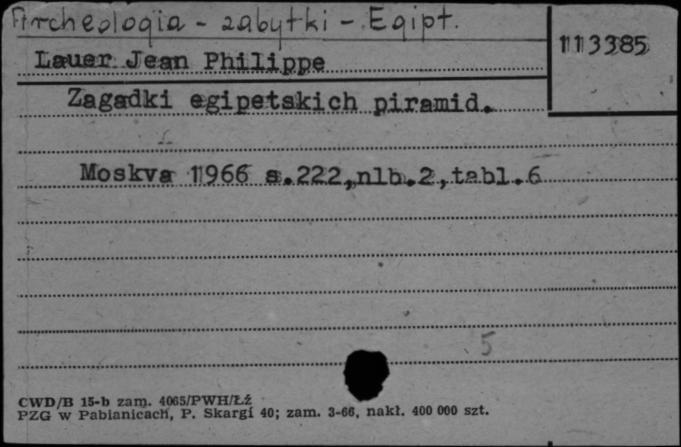 Archeologia - zabytki - Egipt.
113385
Lauer Jean Philippe
Zagadki egipetskich piramid.
Moskva 1966 s.222,nlb.2,tabl.6
5
CWD/B 15-b zam. 4065/PWH/ŁŹ
PZG w Pabianicach, P. Skargi 40; zam. 3-66, nakł. 400 000 szt.